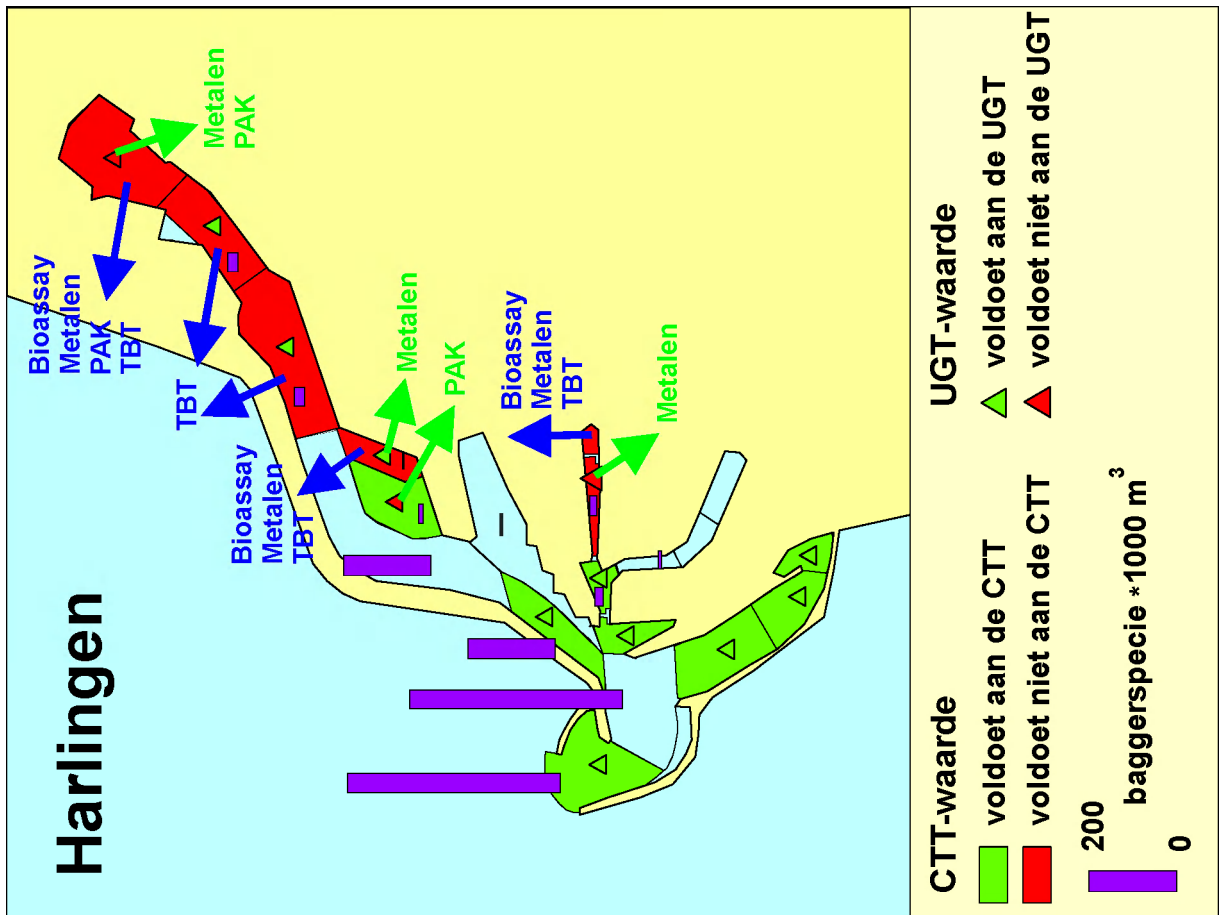 Harlingen
Bioassay
Metalen
PAK
TBT
Metalen
PAK
TBT
Bioassay
Metalen
TBT
Metalen
PAK
Bioassay
Metalen
TBT
Metalen
CTT-waarde
voldoet aan de CTT
voldoet niet aan de CTT
UGT-waarde
voldoet aan de UGT
voldoet niet aan de UGT
200
0
baggerspecie *1000 m³